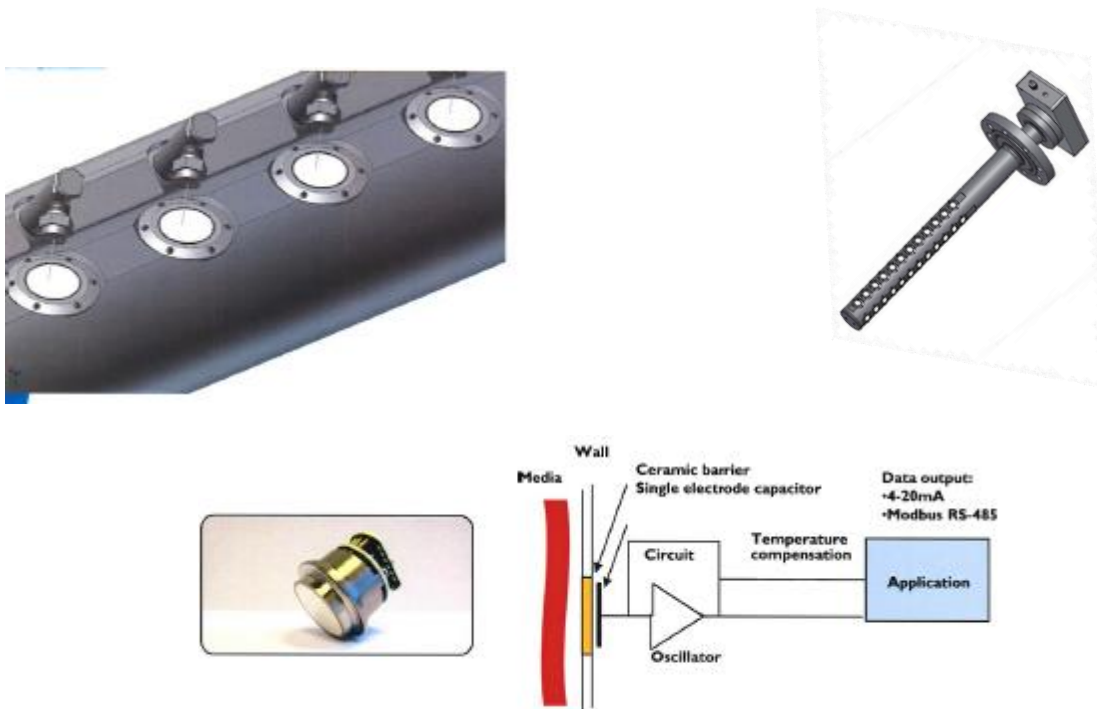 Wall
Media
Ceramic barrier
Single electrode capacitor
Data output:
•4-20mA
•Modbus RS-485
Temperature
compensation
Circuit
Application
Oscillator